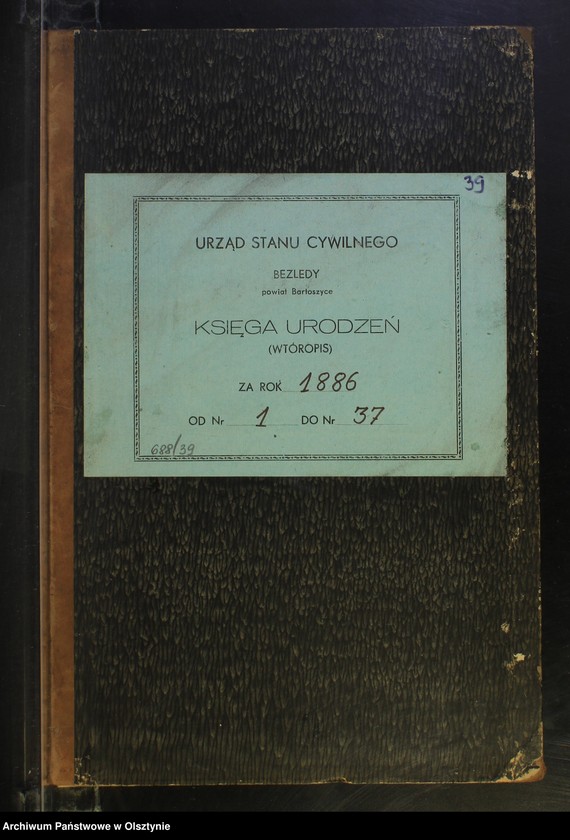 39
URZĄD STANU CYWILNEGO
BEZLEDY
powiat Bartoszyce
KSIĘGA URODZEŃ
(WTÓROPIS)
ZA ROK 1886
OD Nr 1 DO Nr 37
688/39
Archiwum Państwowe w Olsztynie